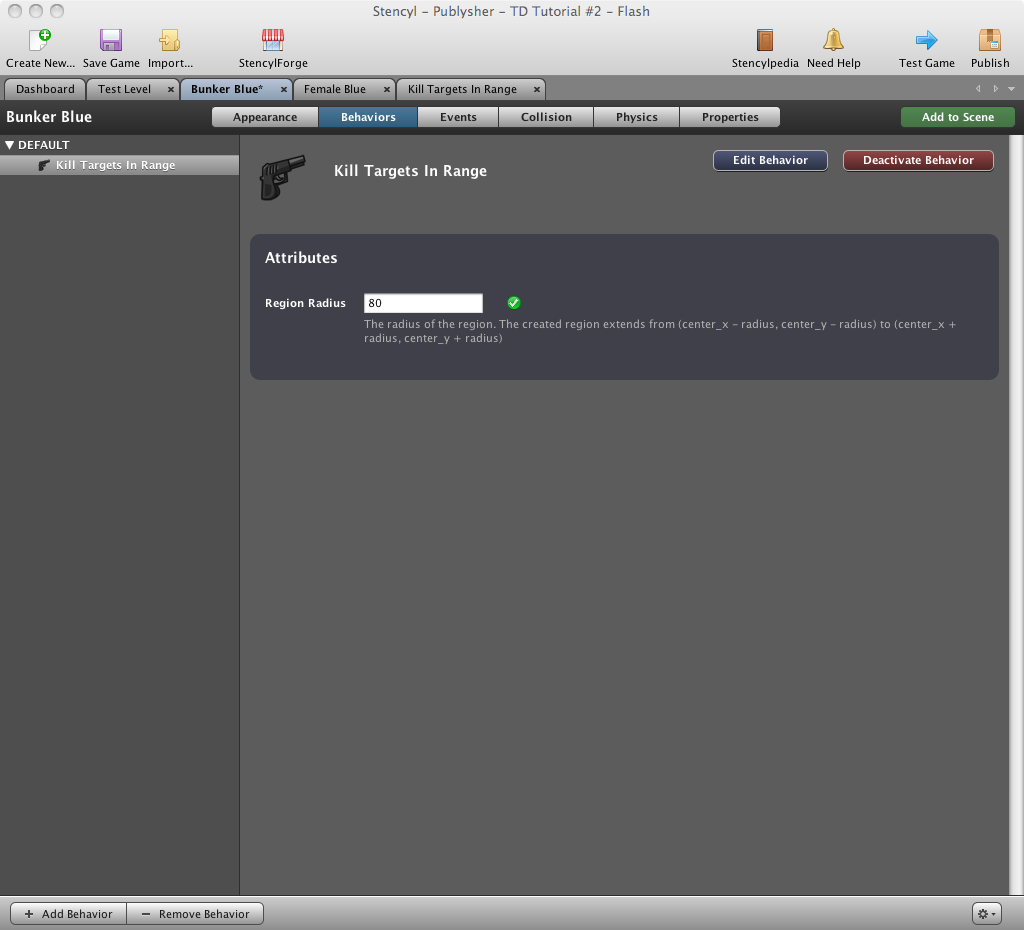 Stencyl – Publysher – TD Tutorial #2 – Flash
Create New... Save Game Import... StencylForge Stencylpedia Need Help Test Game Publish
Dashboard Test Level Bunker Blue* Female Blue Kill Targets In Range
Bunker Blue Appearance Behaviors Events Collision Physics Properties Add to Scene
DEFAULT
Kill Targets In Range
Kill Targets In Range Edit Behavior Deactivate Behavior
Attributes
Region Radius 80
The radius of the region. The created region extends from (center_x – radius, center_y – radius) to (center_x +
radius, center_y + radius)
+ Add Behavior – Remove Behavior